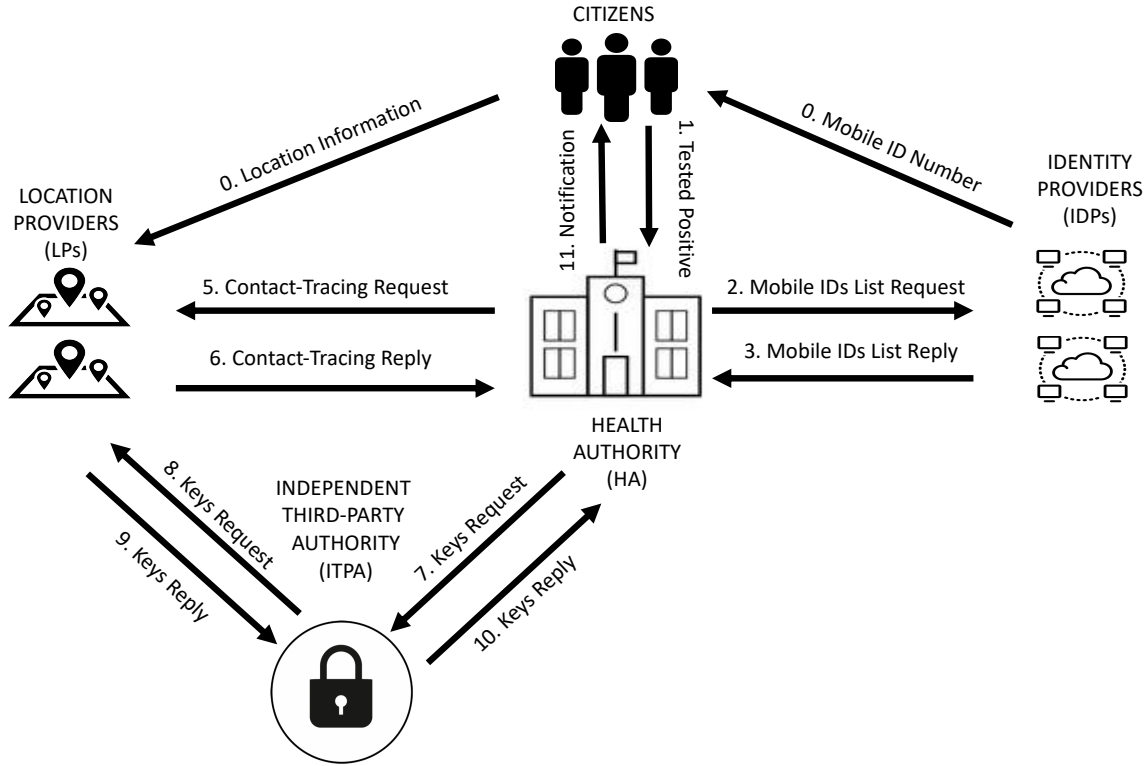 CITIZENS
0. Location Information
0. Mobile ID Number
11. Notification
1. Tested Positive
LOCATION
PROVIDERS
(LPs)
IDENTITY
PROVIDERS
(IDPs)
5. Contact-Tracing Request
2. Mobile IDs List Request
6. Contact-Tracing Reply
3. Mobile IDs List Reply
HEALTH
AUTHORITY
(HA)
8. Keys Request
9. Keys Reply
INDEPENDENT
THIRD-PARTY
AUTHORITY
(ITPA)
7. Keys Request
10. Keys Reply